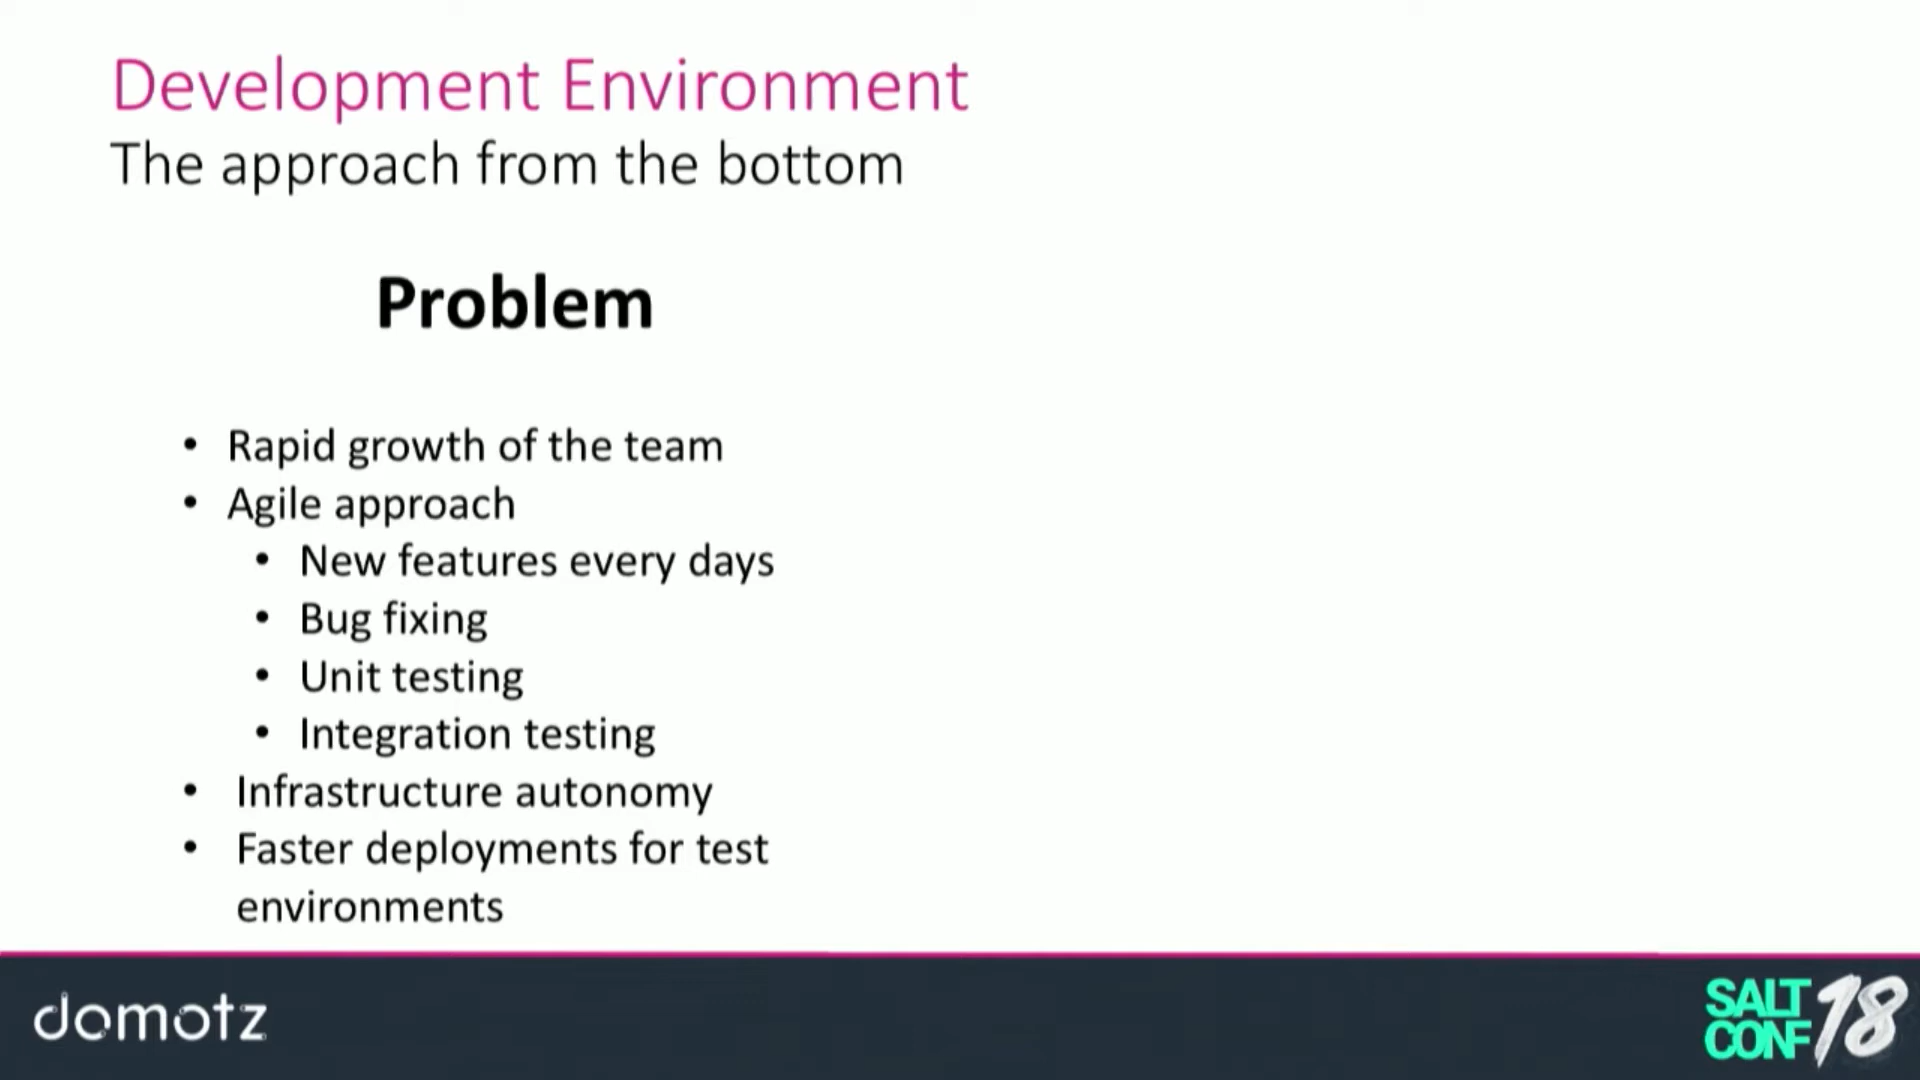 Development Environment
The approach from the bottom
Problem
• Rapid growth of the team
• Agile approach
• New features every days
• Bug fixing
• Unit testing
• Integration testing
• Infrastructure autonomy
• Faster deployments for test
environments
domotz
SALT
CONF 18